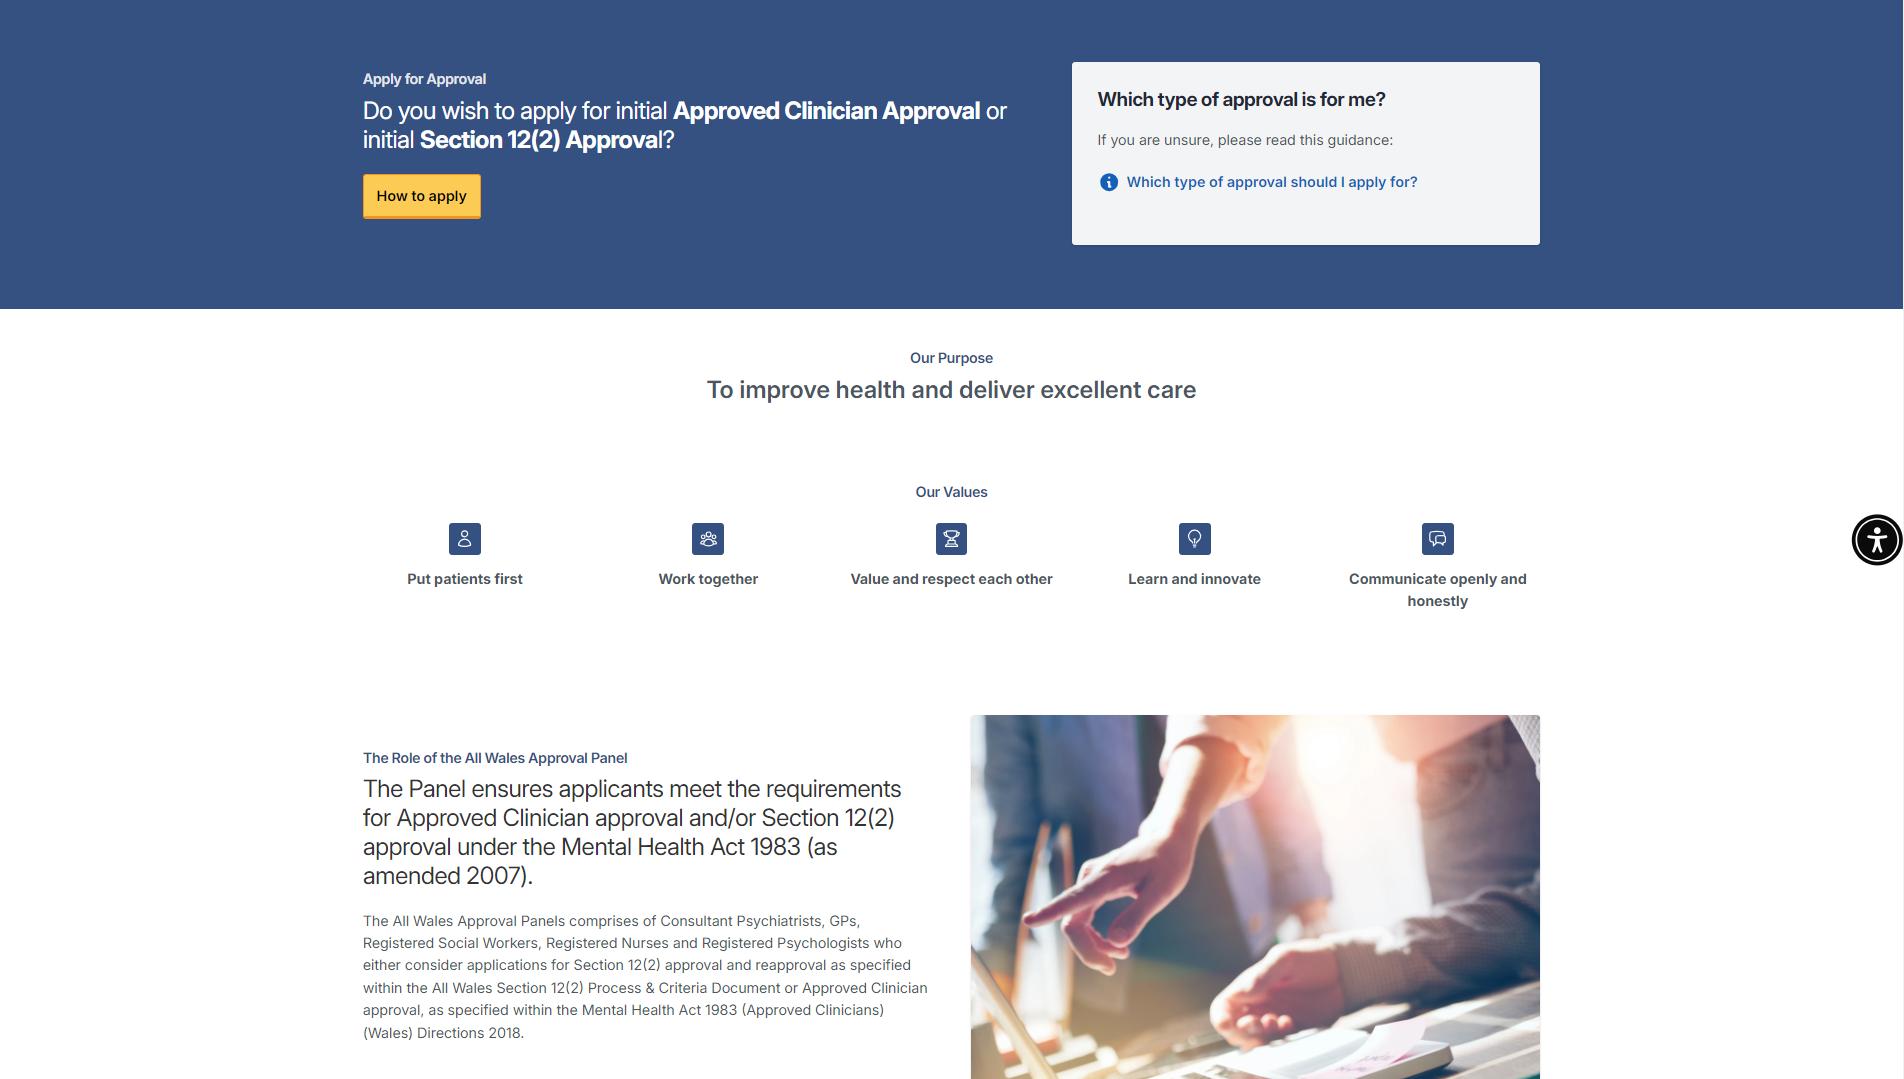 Apply for Approval
Do you wish to apply for initial Approved Clinician Approval or
initial Section 12(2) Approval?
How to apply
Which type of approval is for me?
If you are unsure, please read this guidance:
Which type of approval should I apply for?
Our Purpose
To improve health and deliver excellent care
Our Values
Put patients first
Work together
Value and respect each other
Learn and innovate
Communicate openly and
honestly
The Role of the All Wales Approval Panel
The Panel ensures applicants meet the requirements
for Approved Clinician approval and/or Section 12(2)
approval under the Mental Health Act 1983 (as
amended 2007).
The All Wales Approval Panels comprises of Consultant Psychiatrists, GPs,
Registered Social Workers, Registered Nurses and Registered Psychologists who
either consider applications for Section 12(2) approval and reapproval as specified
within the All Wales Section 12(2) Process & Criteria Document or Approved Clinician
approval, as specified within the Mental Health Act 1983 (Approved Clinicians)
(Wales) Directions 2018.